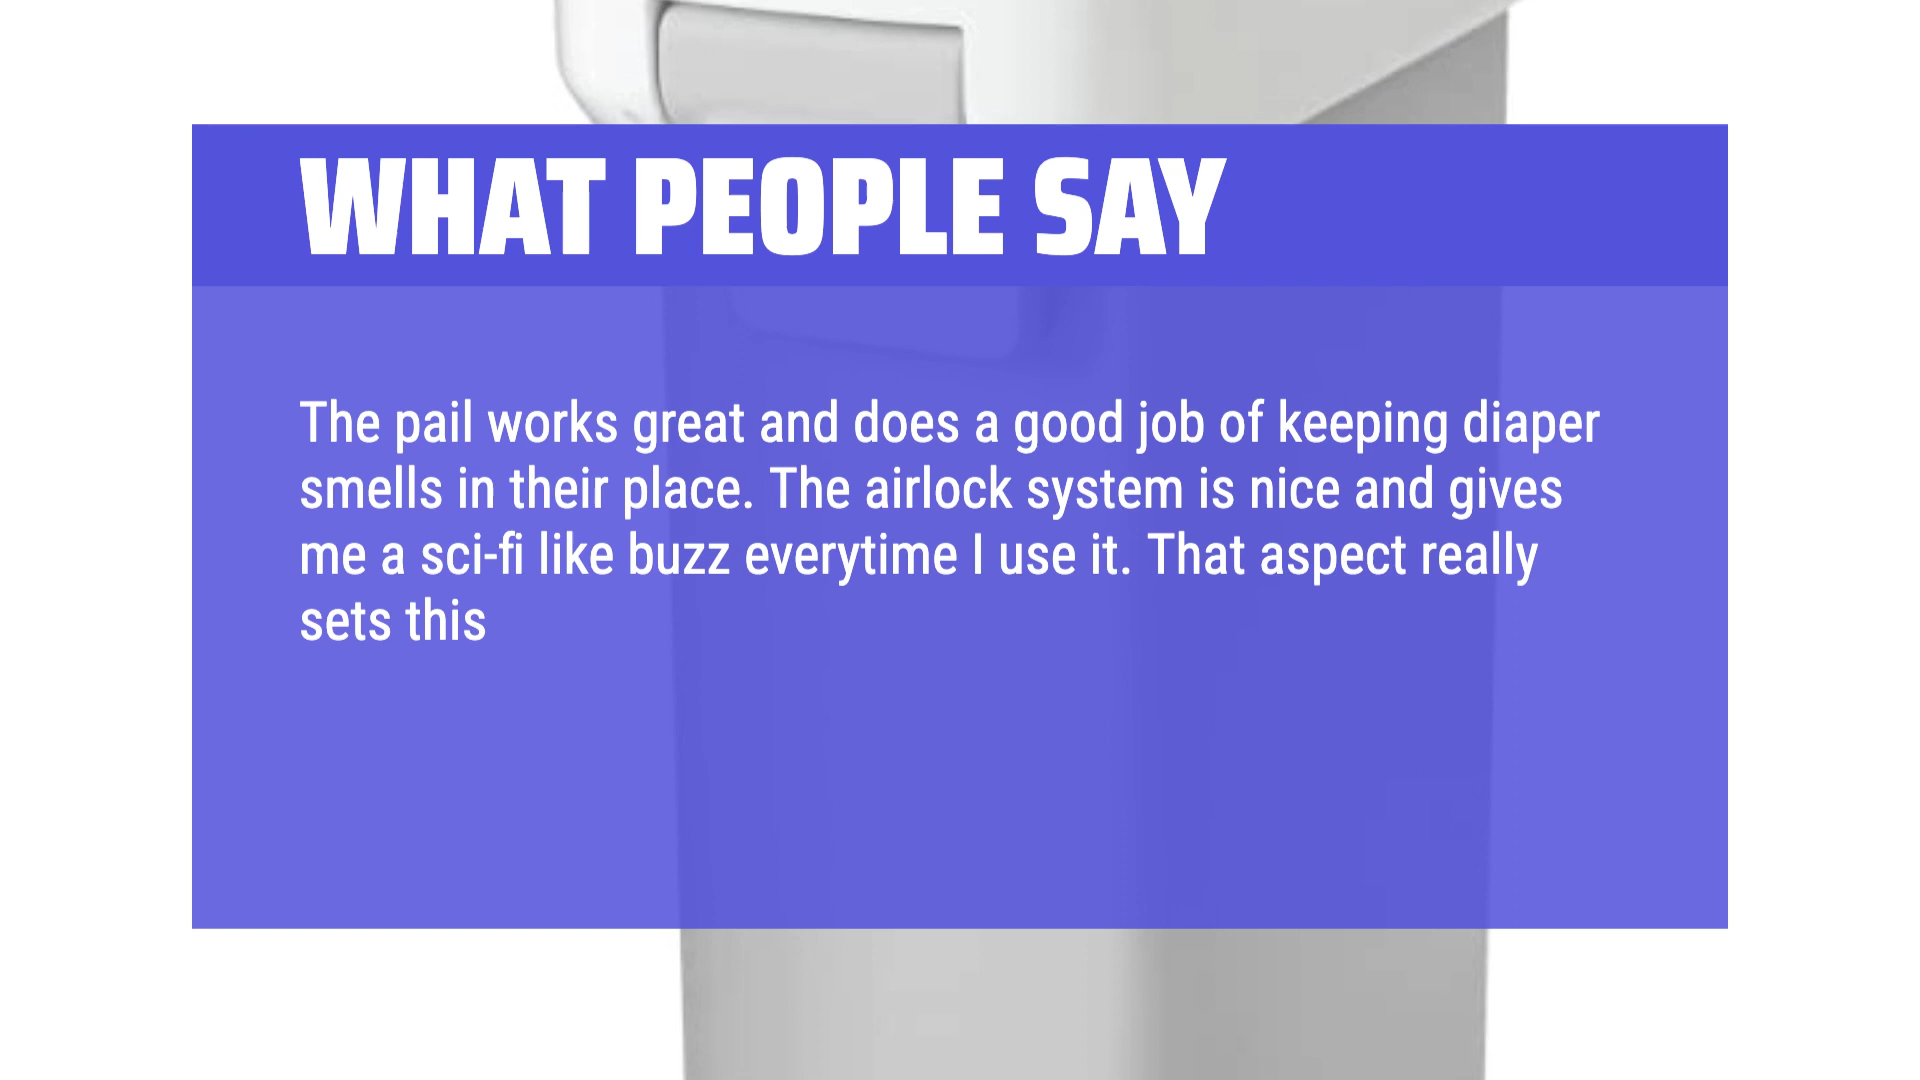 WHAT PEOPLE SAY
The pail works great and does a good job of keeping diaper
smells in their place. The airlock system is nice and gives
me a sci-fi like buzz everytime I use it. That aspect really
sets this